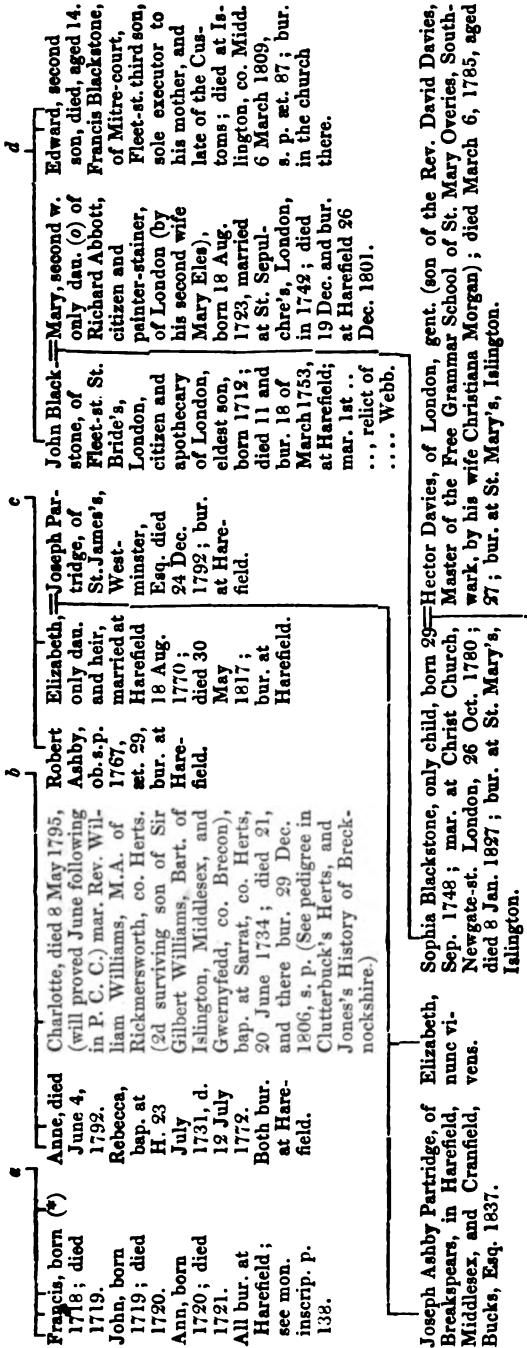 a
Francis, born (*)
1718; died
1719.
John, born
1719; died
1720.
Ann, born
1720; died
1721.
All bur. at
Harefield;
see mon.
inscrip. p.
138.
b
Anne, died
June 4,
1792.
Rebecca,
bap. at
H. 23
July
1731, d.
12 July
1772.
Both bur.
at Hare-
field.
Charlotte, died 8 May 1795,
(will proved June following
in P. C. C.) mar. Rev. Wil-
liam Williams, M.A. of
Rickmersworth, co. Herts.
(2d surviving son of Sir
Gilbert Williams, Bart. of
Islington, Middlesex, and
Gwernyfedd, co. Brecon),
bap. at Sarrat, co. Herts,
20 June 1734; died 21,
and there bur. 29 Dec.
1806, s. p. (See pedigree in
Clutterbuck's Herts, and
Jones's History of Breck-
nockshire.)
c
Robert
Ashby,
ob. s.p.
1767,
æt. 29,
bur. at
Hare-
field.
Elizabeth,
only dau.
and heir,
married at
Harefield
18 Aug.
1770;
died 30
May
1817;
bur. at
Harefield.
Joseph Par-
tridge, of
St. James's,
West-
minster,
Esq. died
24 Dec.
1792; bur.
at Hare-
field.
d
John Black-
stone, of
Fleet-st. St.
Bride's,
London,
citizen and
apothecary
of London,
eldest son,
born 1712;
died 11 and
bur. 18 of
March 1753,
at Harefield;
mar. 1st ..
.., relict of
.... Webb.
Mary, second w.
only dau. (o) of
Richard Abbott,
citizen and
painter-stainer,
of London (by
his second wife
Mary Eles),
born 18 Aug.
1723, married
at St. Sepul-
chre's, London,
in 1742; died
19 Dec. and bur.
at Harefield 26
Dec. 1801.
Edward, second
son, died, aged 14.
Francis Blackstone,
of Mitre-court,
Fleet-st. third son,
sole executor to
his mother, and
late of the Cus-
toms; died at Is-
lington, co. Midd.
6 March 1809,
s. p. æt. 87; bur.
in the church
there.
Joseph Ashby Partridge, of
Breakspears, in Harefield,
Middlesex, and Cranfield,
Bucks, Esq. 1837.
Elizabeth,
nunc vi-
vens.
Sophia Blackstone, only child, born 29
Sep. 1748; mar. at Christ Church,
Newgate-st. London, 26 Oct. 1780;
died 8 Jan. 1827; bur. at St. Mary's,
Islington.
Hector Davies, of London, gent. (son of the Rev. David Davies,
Master of the Free Grammar School of St. Mary Overies, South-
wark, by his wife Christiana Morgan); died March 6, 1785, aged
27; bur. at St. Mary's, Islington.